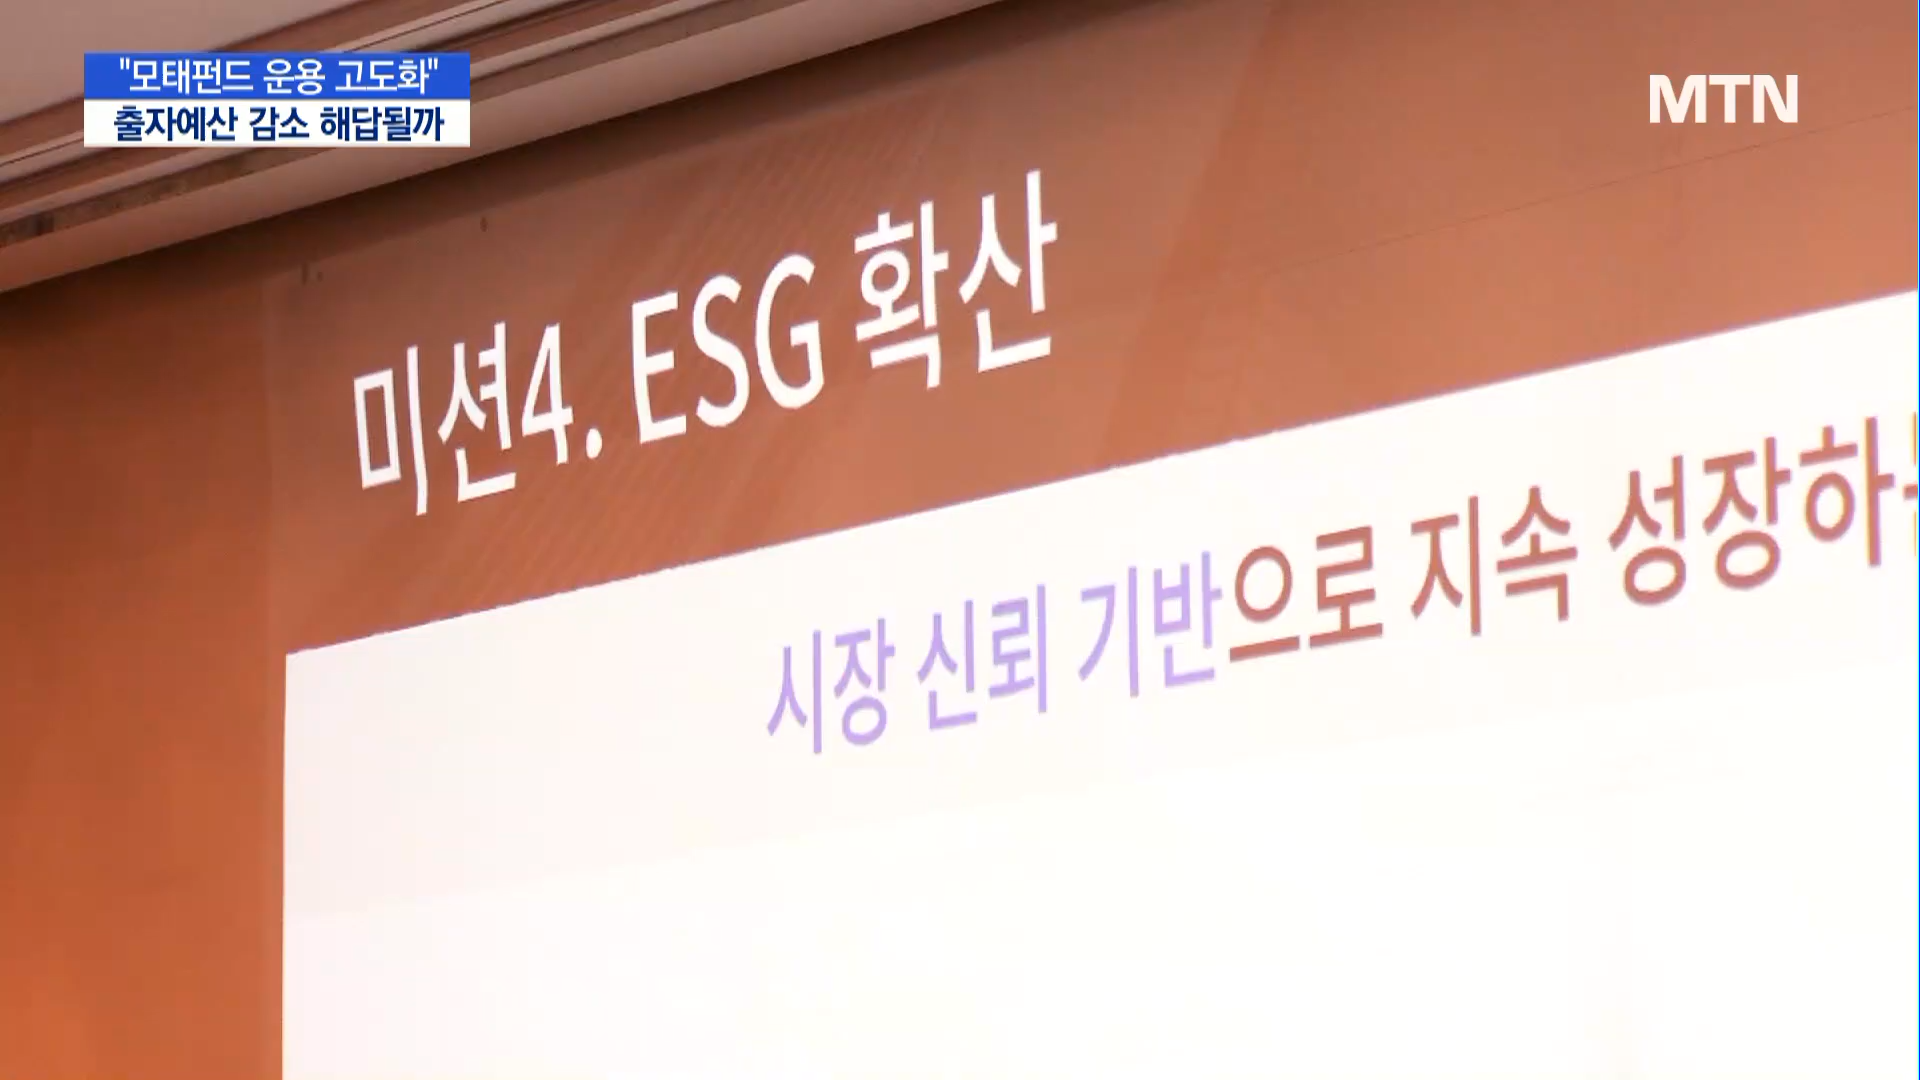 "모태펀드 운용 고도화"
출자예산 감소 해답될까
MTN
미션4. ESG 확산
시장 신뢰 기반으로 지속 성장하는